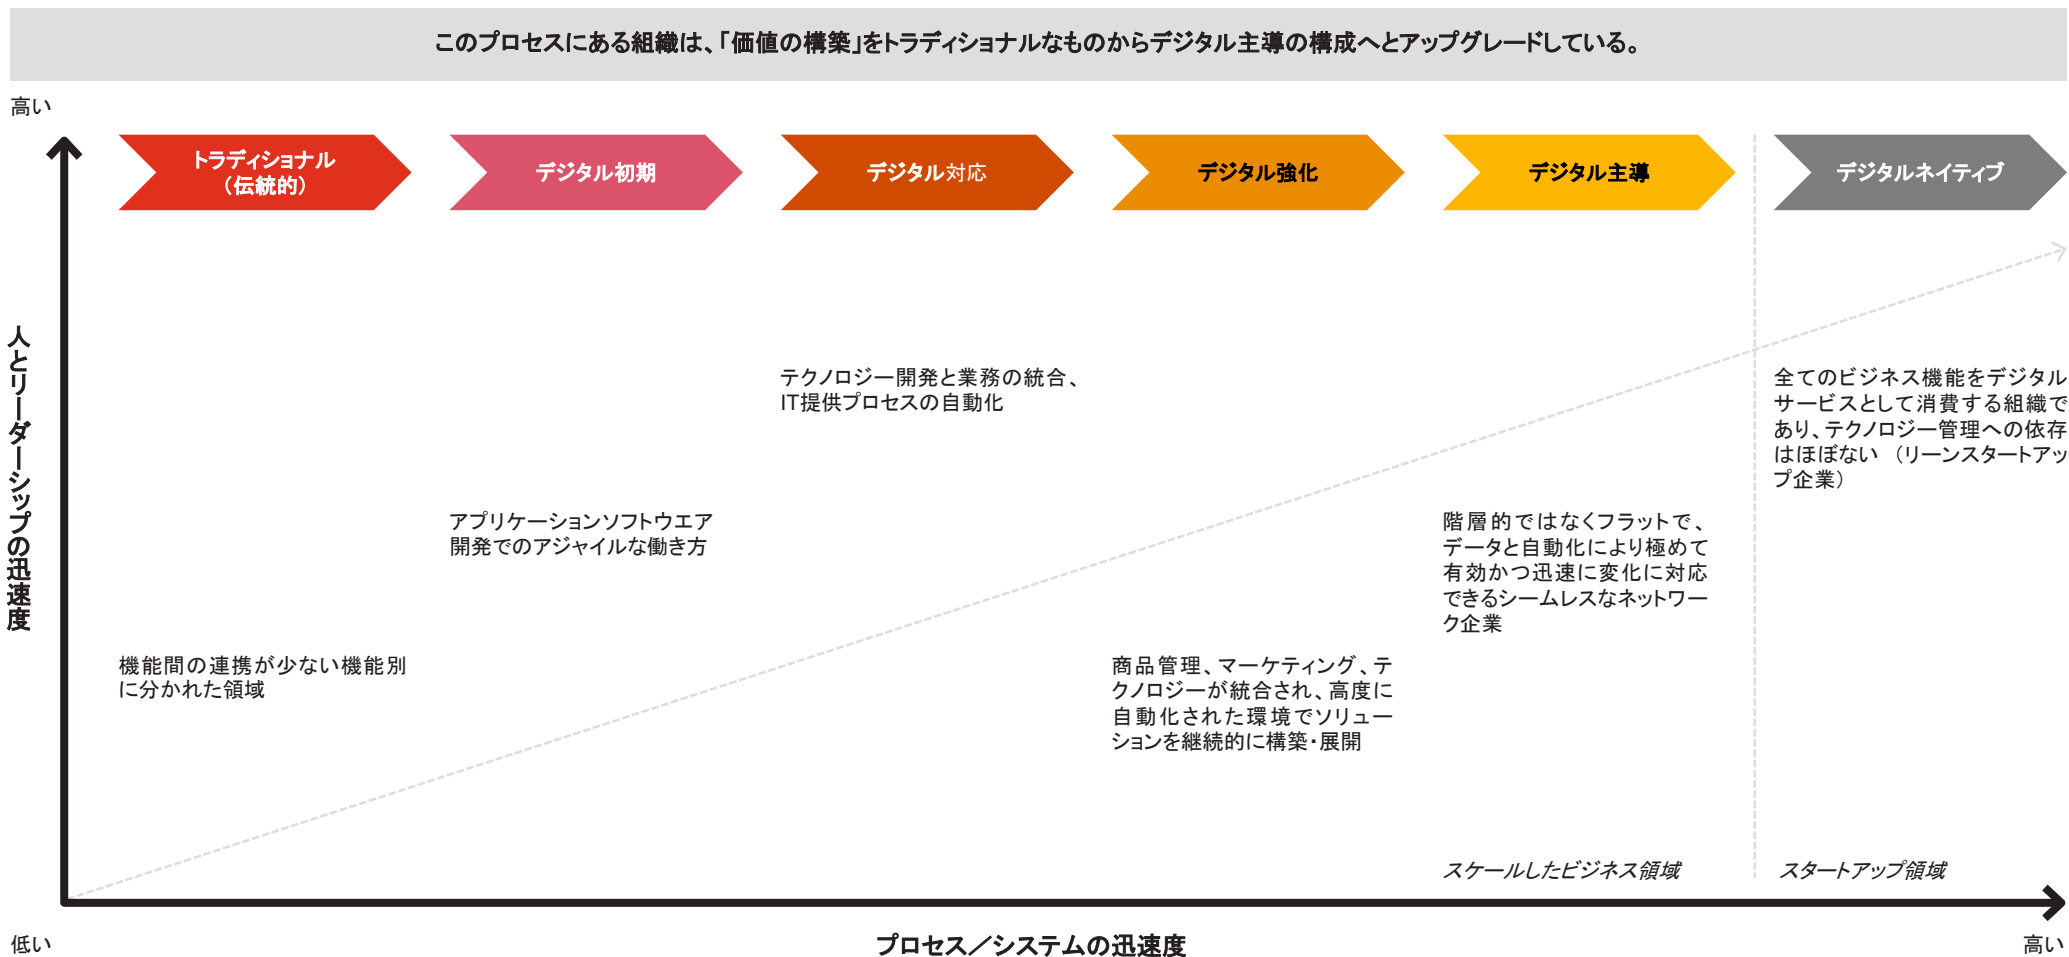 このプロセスにある組織は、「価値の構築」をトラディショナルなものからデジタル主導の構成へとアップグレードしている。
高い
トラディショナル
（伝統的）
デジタル初期
デジタル対応
デジタル強化
デジタル主導
デジタルネイティブ
人とリーダーシップの迅速度
機能間の連携が少ない機能別
に分かれた領域
アプリケーションソフトウエア
開発でのアジャイルな働き方
テクノロジー開発と業務の統合、
IT提供プロセスの自動化
商品管理、マーケティング、テ
クノロジーが統合され、高度に
自動化された環境でソリュー
ションを継続的に構築・展開
階層的ではなくフラットで、
データと自動化により極めて
有効かつ迅速に変化に対応
できるシームレスなネットワー
ク企業
全てのビジネス機能をデジタル
サービスとして消費する組織で
あり、テクノロジー管理への依存
はほぼない （リーンスタートアッ
プ企業）
スケールしたビジネス領域
スタートアップ領域
低い
プロセス／システムの迅速度
高い